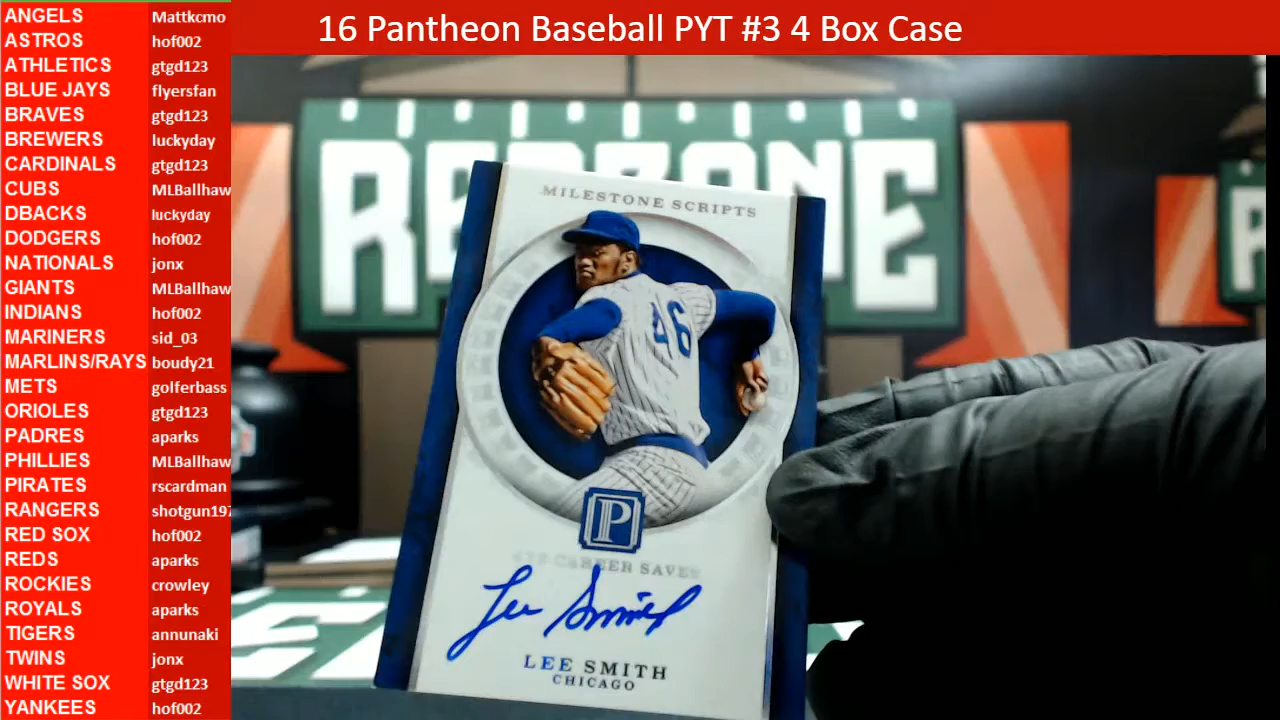 16 Pantheon Baseball PYT #3 4 Box Case
ANGELS Mattkcmo
ASTROS hof002
ATHLETICS gtgd123
BLUE JAYS flyersfan
BRAVES gtgd123
BREWERS luckyday
CARDINALS gtgd123
CUBS MLBallhaw
DBACKS luckyday
DODGERS hof002
NATIONALS jonx
GIANTS MLBallhaw
INDIANS hof002
MARINERS sid_03
MARLINS/RAYS boudy21
METS golferbass
ORIOLES gtgd123
PADRES aparks
PHILLIES MLBallhaw
PIRATES rscardman
RANGERS shotgun197
RED SOX hof002
REDS aparks
ROCKIES crowley
ROYALS aparks
TIGERS annunaki
TWINS jonx
WHITE SOX gtgd123
YANKEES hof002
REDZONE
MILESTONE SCRIPTS
46
P
CAREER SAVES
Lee Smith
LEE SMITH
CHICAGO